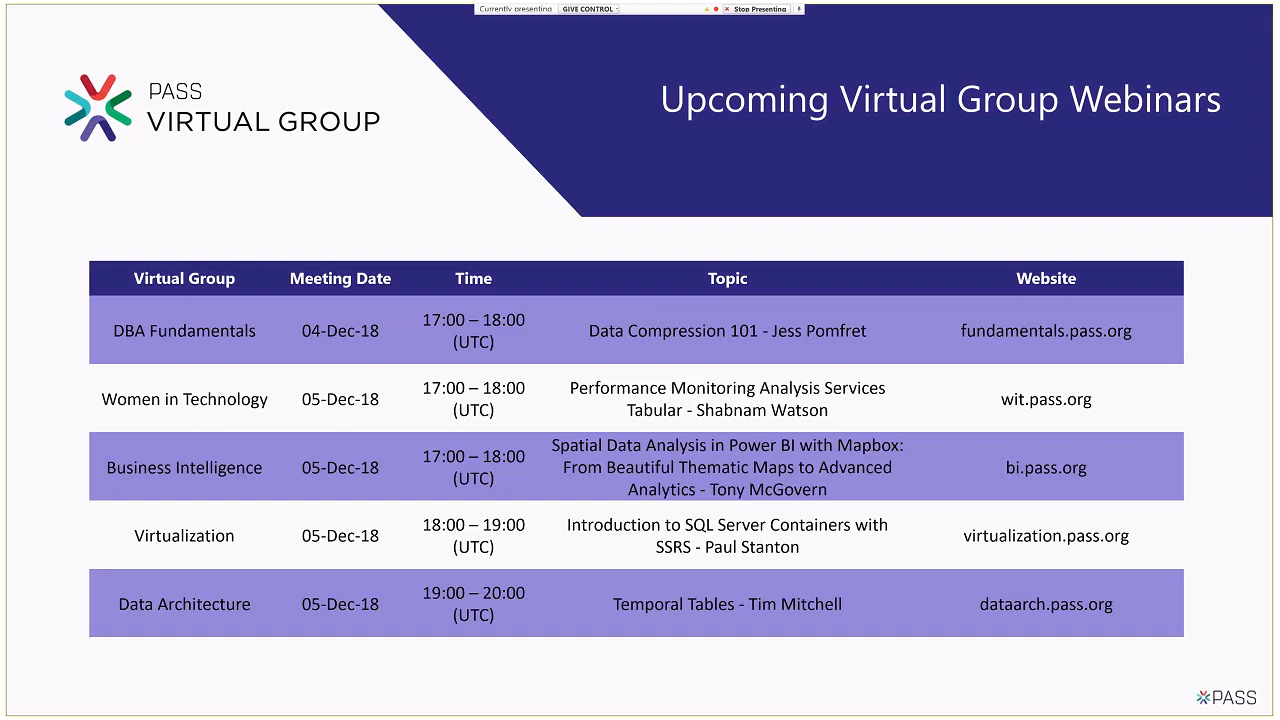 Currently presenting GIVE CONTROL Stop Presenting
PASS
VIRTUAL GROUP
Upcoming Virtual Group Webinars
Virtual Group Meeting Date Time Topic Website
DBA Fundamentals 04-Dec-18 17:00 – 18:00 (UTC) Data Compression 101 - Jess Pomfret fundamentals.pass.org
Women in Technology 05-Dec-18 17:00 – 18:00 (UTC) Performance Monitoring Analysis Services Tabular - Shabnam Watson wit.pass.org
Business Intelligence 05-Dec-18 17:00 – 18:00 (UTC) Spatial Data Analysis in Power BI with Mapbox: From Beautiful Thematic Maps to Advanced Analytics - Tony McGovern bi.pass.org
Virtualization 05-Dec-18 18:00 – 19:00 (UTC) Introduction to SQL Server Containers with SSRS - Paul Stanton virtualization.pass.org
Data Architecture 05-Dec-18 19:00 – 20:00 (UTC) Temporal Tables - Tim Mitchell dataarch.pass.org
PASS